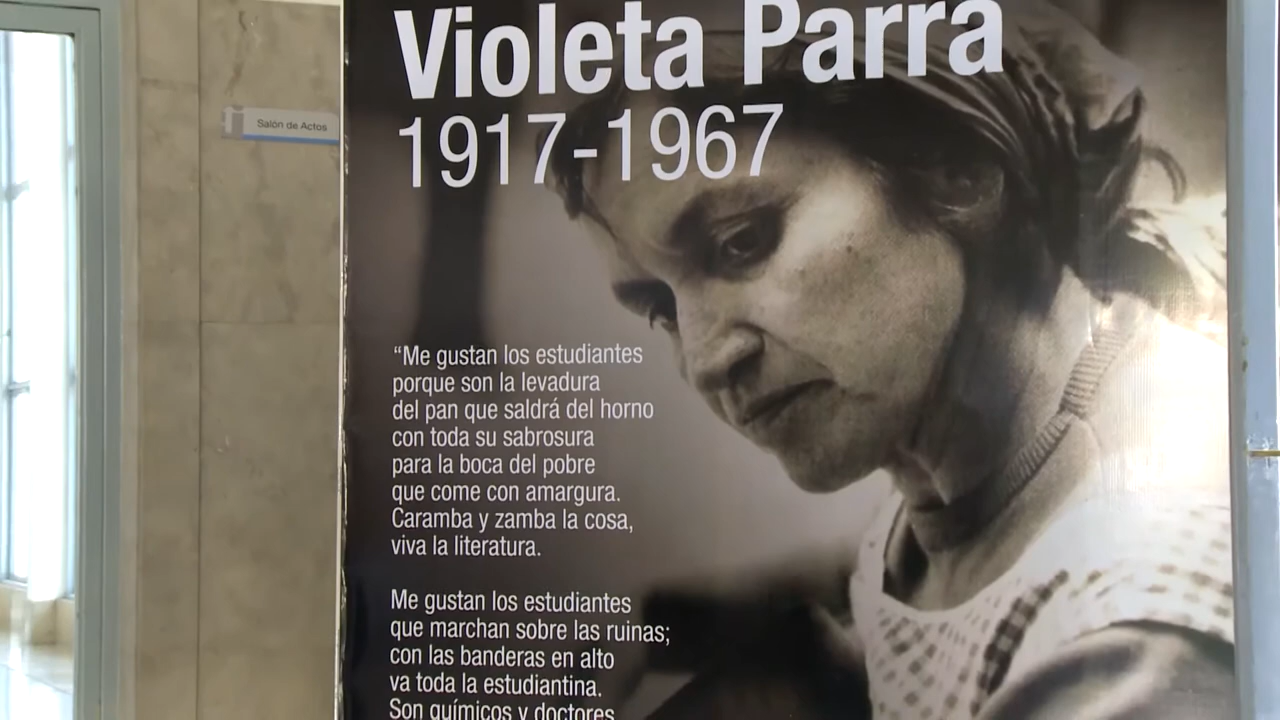 Violeta Parra
1917-1967
Salón de Actos
“Me gustan los estudiantes
porque son la levadura
del pan que saldrá del horno
con toda su sabrosura
para la boca del pobre
que come con amargura.
Caramba y zamba la cosa,
viva la literatura.
Me gustan los estudiantes
que marchan sobre las ruinas;
con las banderas en alto
va toda la estudiantina.
Son químicos y doctores